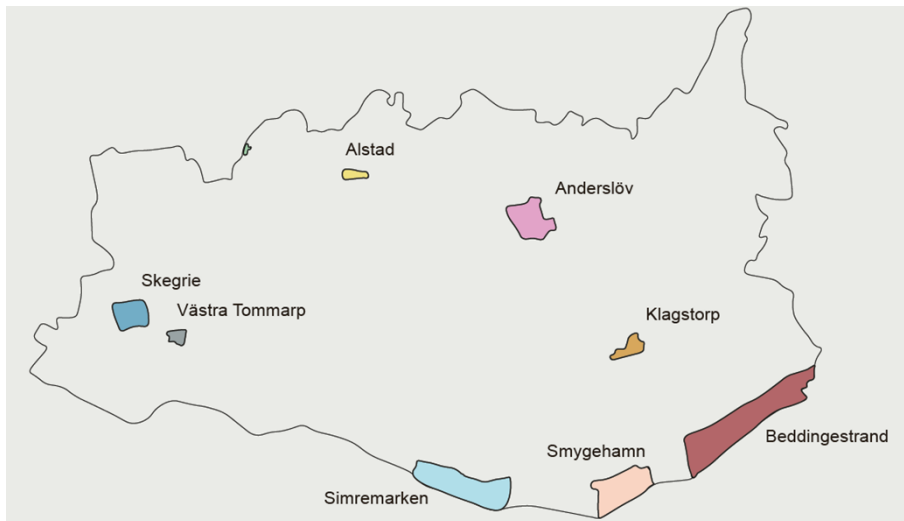 Alstad
Anderslöv
Skegrie
Västra Tommarp
Klagstorp
Beddingestrand
Smygehamn
Simremarken